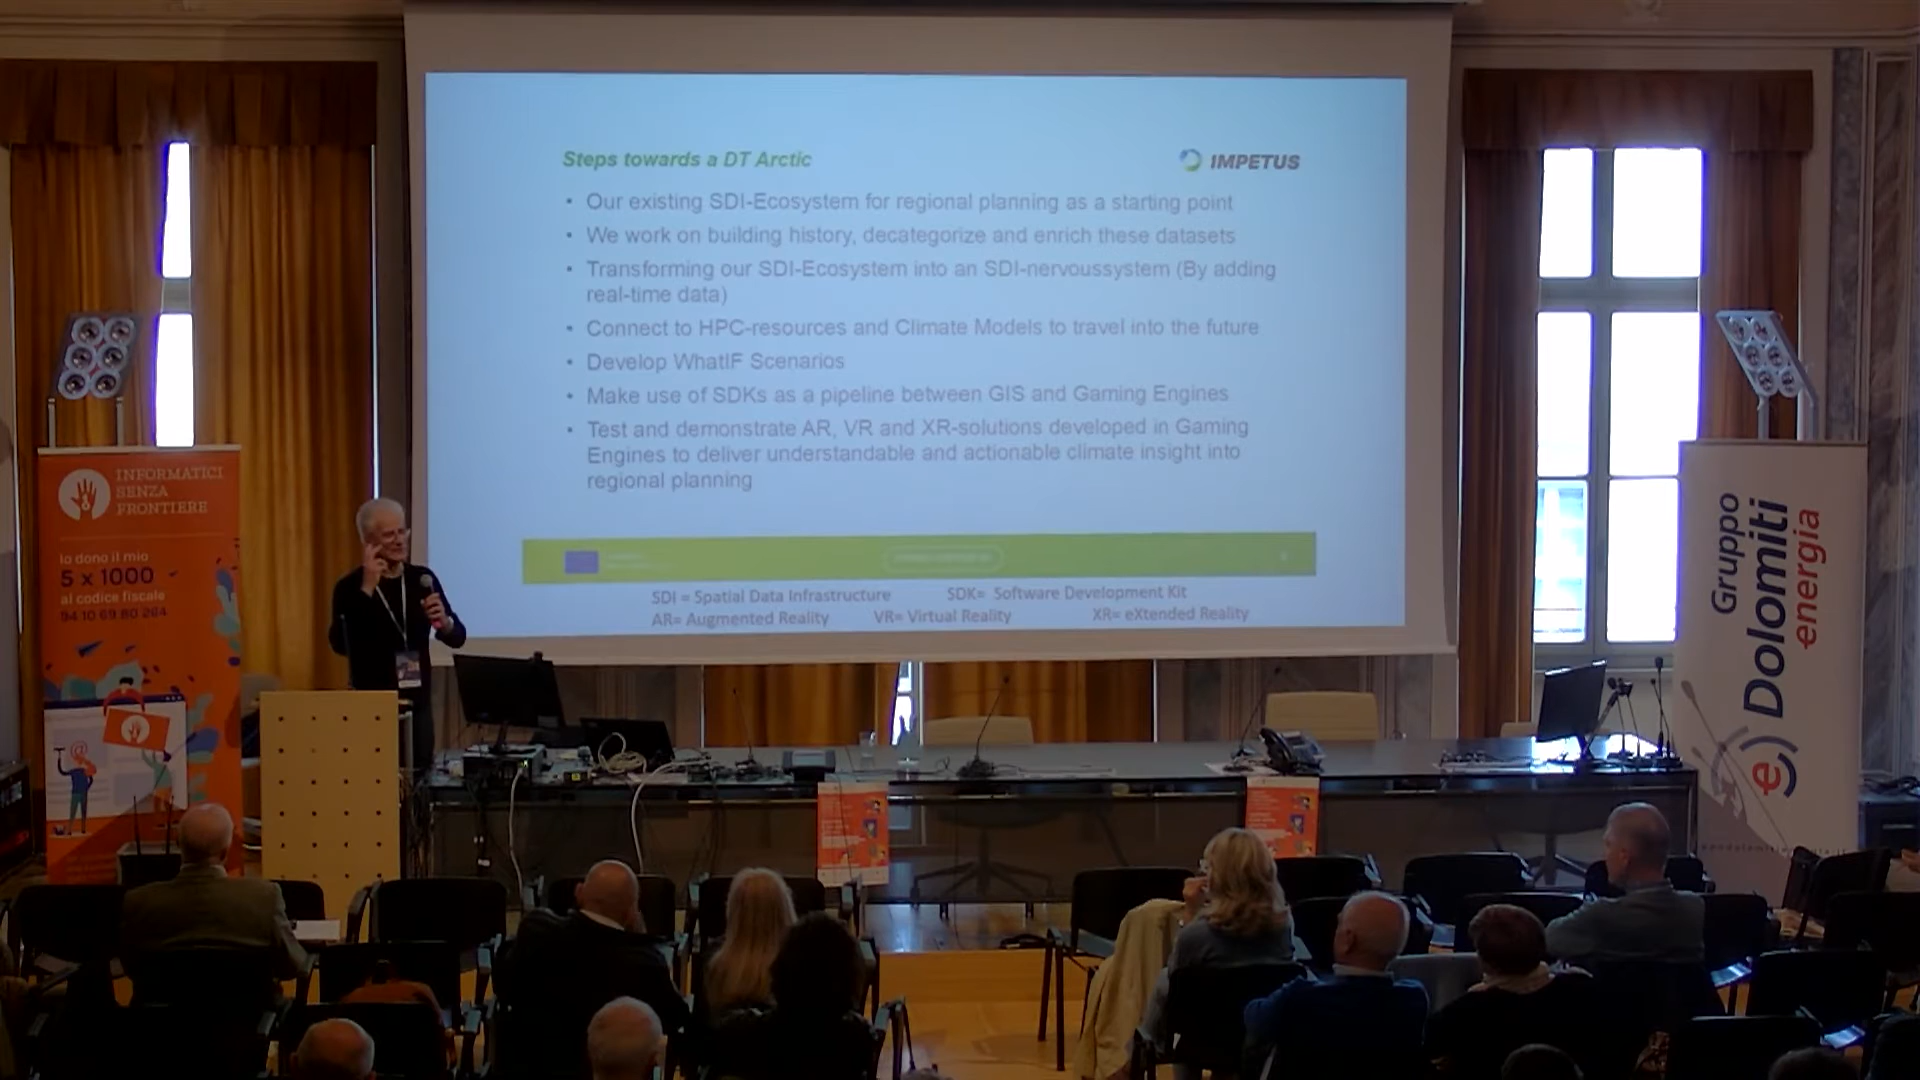 Steps towards a DT Arctic
IMPETUS
• Our existing SDI-Ecosystem for regional planning as a starting point
• We work on building history, decategorize and enrich these datasets
• Transforming our SDI-Ecosystem into an SDI-nervoussystem (By adding
real-time data)
• Connect to HPC-resources and Climate Models to travel into the future
• Develop WhatIF Scenarios
• Make use of SDKs as a pipeline between GIS and Gaming Engines
• Test and demonstrate AR, VR and XR-solutions developed in Gaming
Engines to deliver understandable and actionable climate insight into
regional planning
SDI = Spatial Data Infrastructure SDK= Software Development Kit
AR= Augmented Reality VR= Virtual Reality XR= eXtended Reality
INFORMATICI
SENZA
FRONTIERE
Io dono il mio
5 x 1000
al codice fiscale
94 10 69 80 264
Gruppo
Dolomiti
energia